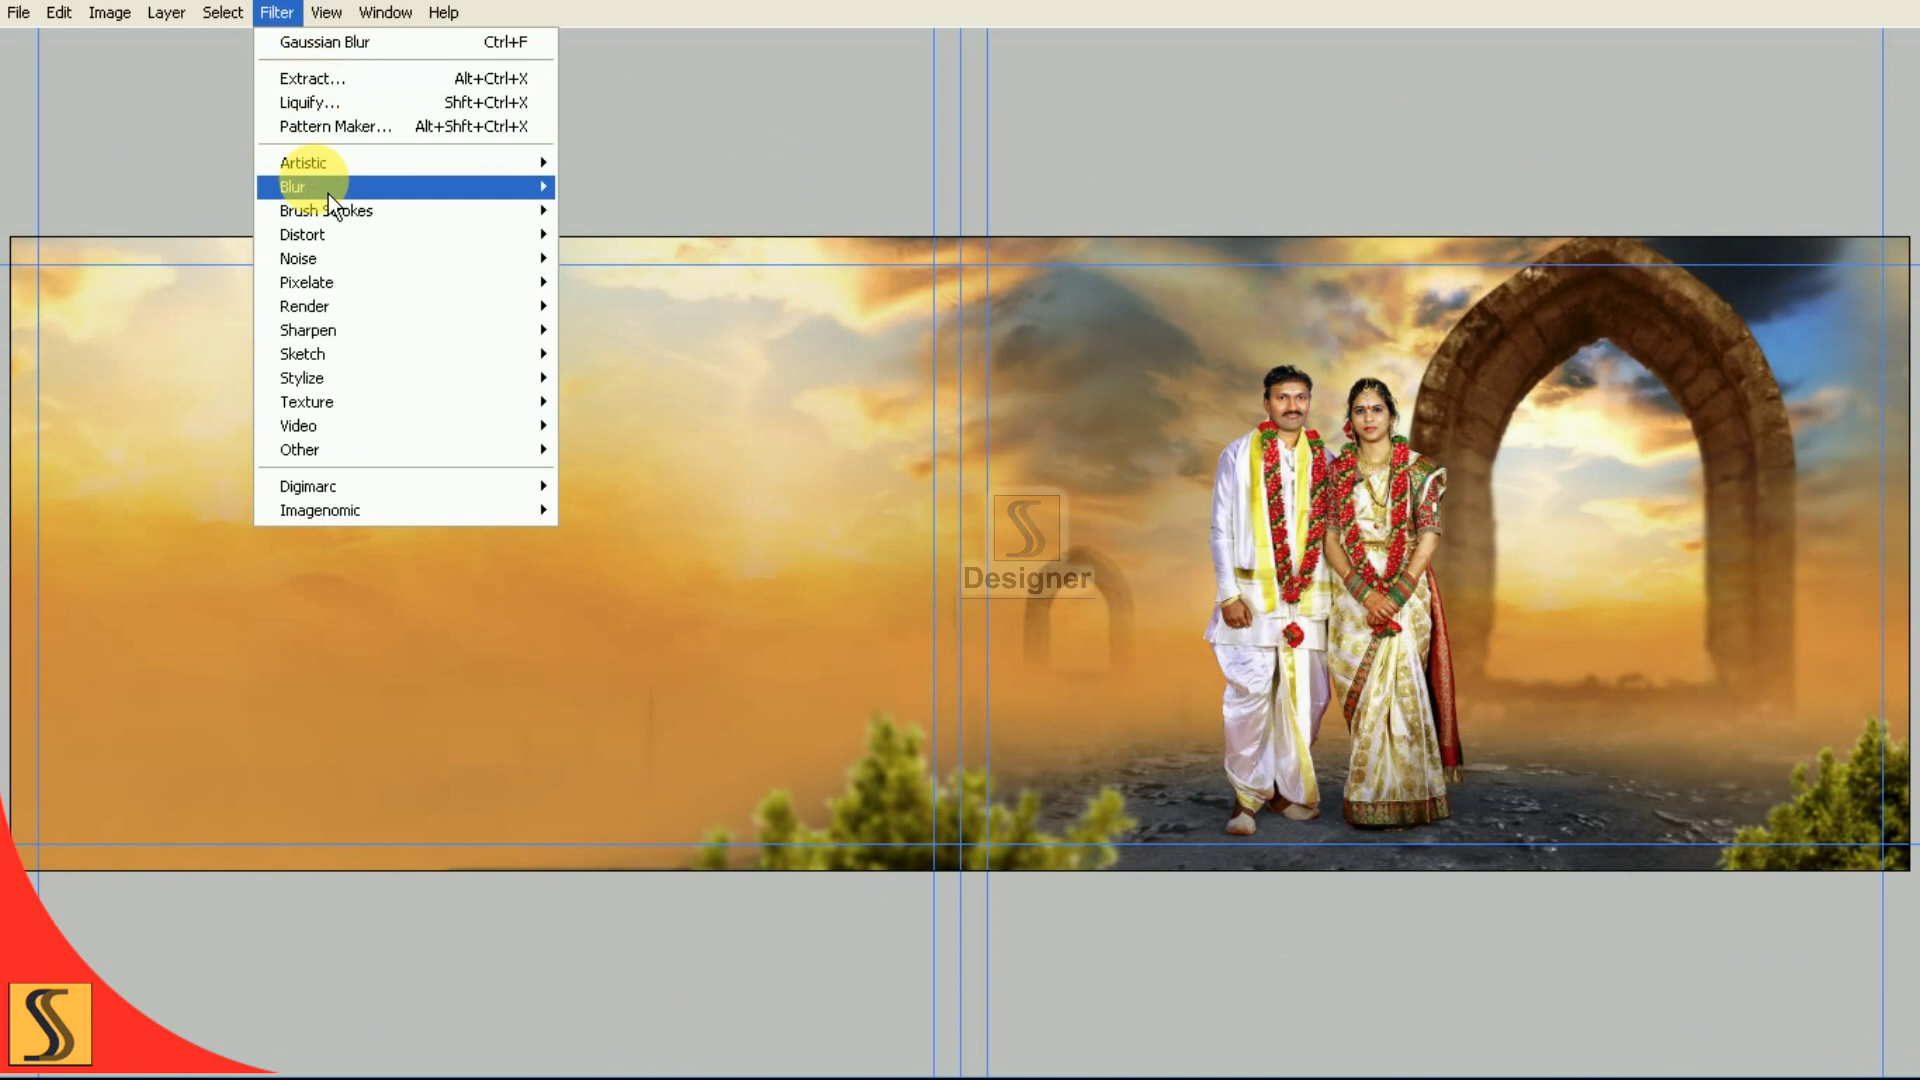 File Edit Image Layer Select Filter View Window Help
Gaussian Blur Ctrl+F
Extract... Alt+Ctrl+X
Liquify... Shft+Ctrl+X
Pattern Maker... Alt+Shft+Ctrl+X
Artistic
Blur
Brush Strokes
Distort
Noise
Pixelate
Render
Sharpen
Sketch
Stylize
Texture
Video
Other
Digimarc
Imagenomic
S
Designer
S